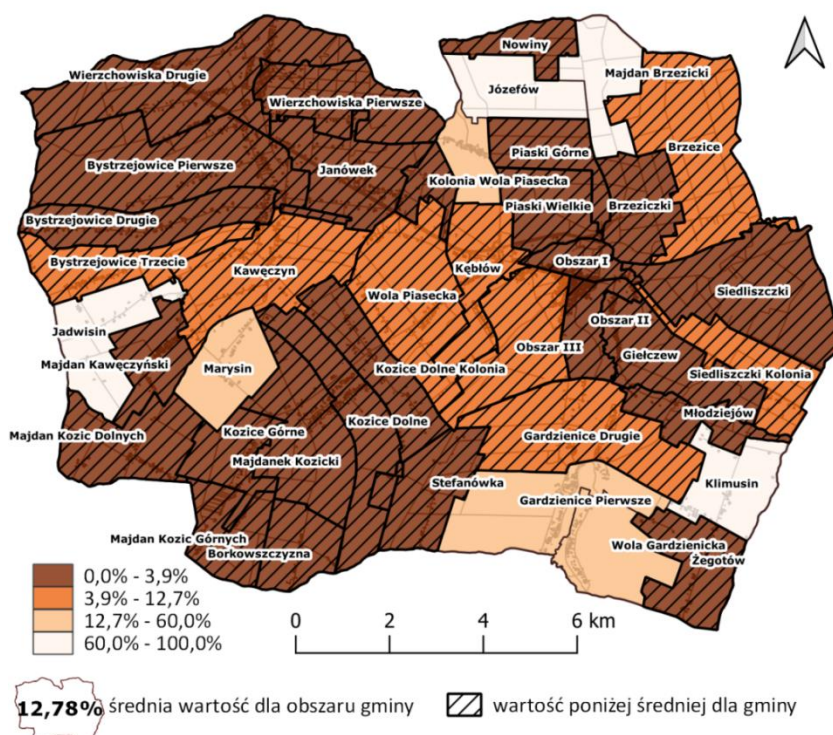 Nowiny
Wierzchowiska Drugie
Majdan Brzezicki
Józefów
Wierzchowiska Pierwsze
Brzezice
Piaski Górne
Bystrzejowice Pierwsze
Janówek
Kolonia Wola Piasecka
Piaski Wielkie
Brzeziczki
Bystrzejowice Drugie
Bystrzejowice Trzecie
Obszar I
Kawęczyn
Kębłów
Siedliszczki
Wola Piasecka
Obszar II
Jadwisin
Obszar III
Giełczew
Majdan Kawęczyński
Marysin
Kozice Dolne Kolonia
Siedliszczki Kolonia
Młodziejów
Kozice Dolne
Majdan Kozic Dolnych
Kozice Górne
Gardzienice Drugie
Majdanek Kozicki
Stefanówka
Klimusin
Gardzienice Pierwsze
Majdan Kozic Górnych
Wola Gardzienicka
Borkowszczyzna
Żegotów
0,0% - 3,9%
3,9% - 12,7%
12,7% - 60,0%
60,0% - 100,0%
0 2 4 6 km
12,78% średnia wartość dla obszaru gminy
wartość poniżej średniej dla gminy